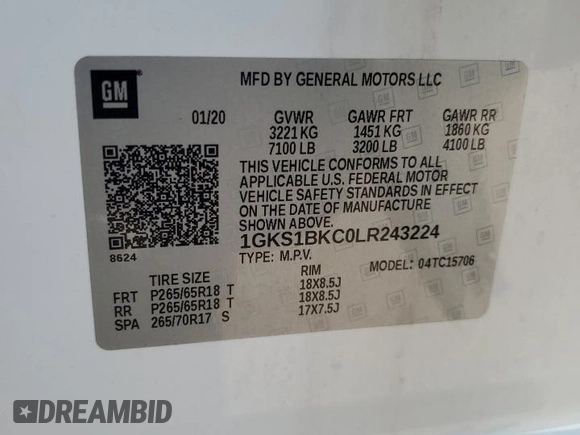 GM
MFD BY GENERAL MOTORS LLC
01/20 GVWR GAWR FRT GAWR RR
3221 KG 1451 KG 1860 KG
7100 LB 3200 LB 4100 LB
THIS VEHICLE CONFORMS TO ALL
APPLICABLE U.S. FEDERAL MOTOR
VEHICLE SAFETY STANDARDS IN EFFECT
ON THE DATE OF MANUFACTURE
SHOWN ABOVE.
8624
1GKS1BKC0LR243224
TYPE: M.P.V. MODEL: 04TC15706
TIRE SIZE RIM
FRT P265/65R18 T 18X8.5J
RR P265/65R18 T 18X8.5J
SPA 265/70R17 S 17X7.5J
DREAMBID